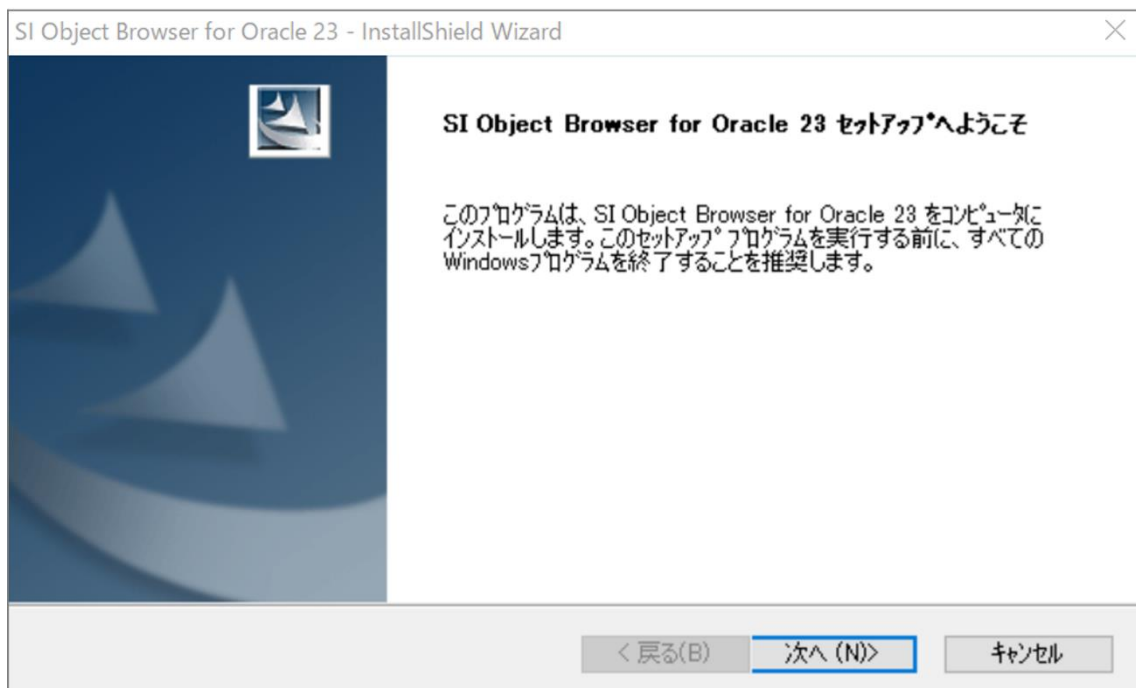 SI Object Browser for Oracle 23 - InstallShield Wizard
SI Object Browser for Oracle 23 ｾｯﾄｱｯﾌﾟへようこそ
このﾌﾟﾛｸﾞﾗﾑは、SI Object Browser for Oracle 23 をｺﾝﾋﾟｭｰﾀに
ｲﾝｽﾄｰﾙします。このｾｯﾄｱｯﾌﾟ ﾌﾟﾛｸﾞﾗﾑを実行する前に、すべての
Windowsﾌﾟﾛｸﾞﾗﾑを終了することを推奨します。
< 戻る(B)
次へ (N)>
ｷｬﾝｾﾙ